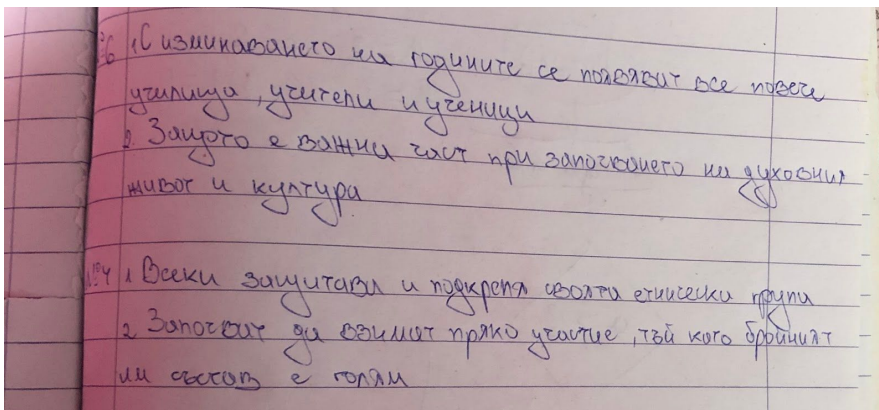 №6 1. С изминаването на годините се появяват все повече
училища, учители и ученици
2. Защото е важна част при започването на духовния
живот и култура
№4 1 Всеки защитава и подкрепя своята етническа група
2 Започват да взимат пряко участие, тъй като бройният
им състав е голям